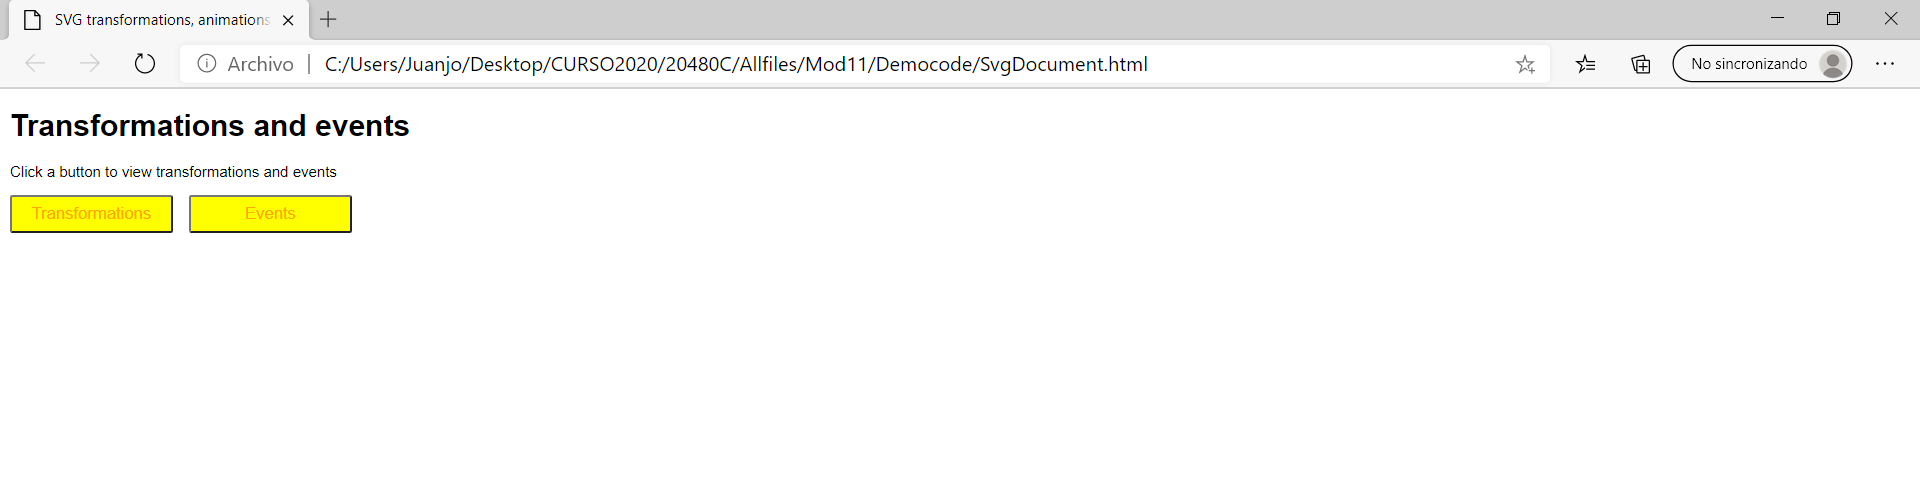 SVG transformations, animations
Archivo | C:/Users/Juanjo/Desktop/CURSO2020/20480C/Allfiles/Mod11/Democode/SvgDocument.html
No sincronizando
Transformations and events
Click a button to view transformations and events
Transformations Events